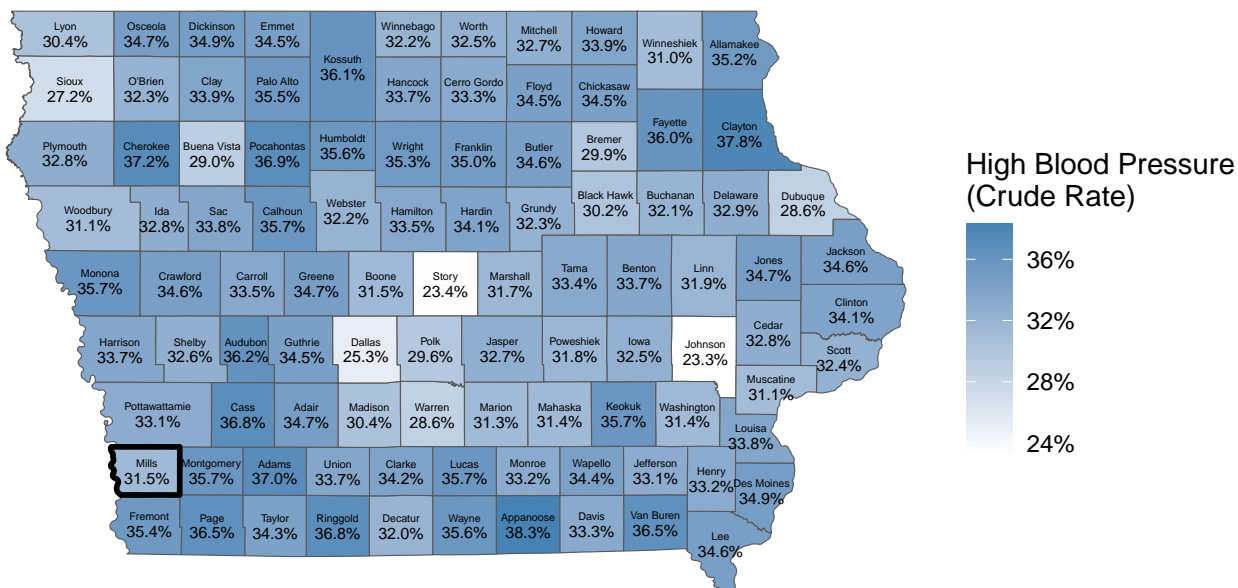 Lyon
30.4%
Osceola
34.7%
Dickinson
34.9%
Emmet
34.5%
Kossuth
36.1%
Winnebago
32.2%
Worth
32.5%
Mitchell
32.7%
Howard
33.9%
Winneshiek
31.0%
Allamakee
35.2%
Sioux
27.2%
O'Brien
32.3%
Clay
33.9%
Palo Alto
35.5%
Hancock
33.7%
Cerro Gordo
33.3%
Floyd
34.5%
Chickasaw
34.5%
Plymouth
32.8%
Cherokee
37.2%
Buena Vista
29.0%
Pocahontas
36.9%
Humboldt
35.6%
Wright
35.3%
Franklin
35.0%
Butler
34.6%
Bremer
29.9%
Fayette
36.0%
Clayton
37.8%
Woodbury
31.1%
Ida
32.8%
Sac
33.8%
Calhoun
35.7%
Webster
32.2%
Hamilton
33.5%
Hardin
34.1%
Grundy
32.3%
Black Hawk
30.2%
Buchanan
32.1%
Delaware
32.9%
Dubuque
28.6%
Monona
35.7%
Crawford
34.6%
Carroll
33.5%
Greene
34.7%
Boone
31.5%
Story
23.4%
Marshall
31.7%
Tama
33.4%
Benton
33.7%
Linn
31.9%
Jones
34.7%
Jackson
34.6%
Clinton
34.1%
Harrison
33.7%
Shelby
32.6%
Audubon
36.2%
Guthrie
34.5%
Dallas
25.3%
Polk
29.6%
Jasper
32.7%
Poweshiek
31.8%
Iowa
32.5%
Johnson
23.3%
Cedar
32.8%
Scott
32.4%
Muscatine
31.1%
Pottawattamie
33.1%
Cass
36.8%
Adair
34.7%
Madison
30.4%
Warren
28.6%
Marion
31.3%
Mahaska
31.4%
Keokuk
35.7%
Washington
31.4%
Louisa
33.8%
Mills
31.5%
Montgomery
35.7%
Adams
37.0%
Union
33.7%
Clarke
34.2%
Lucas
35.7%
Monroe
33.2%
Wapello
34.4%
Jefferson
33.1%
Henry
33.2%
Des Moines
34.9%
Fremont
35.4%
Page
36.5%
Taylor
34.3%
Ringgold
36.8%
Decatur
32.0%
Wayne
35.6%
Appanoose
38.3%
Davis
33.3%
Van Buren
36.5%
Lee
34.6%
High Blood Pressure
(Crude Rate)
36%
32%
28%
24%